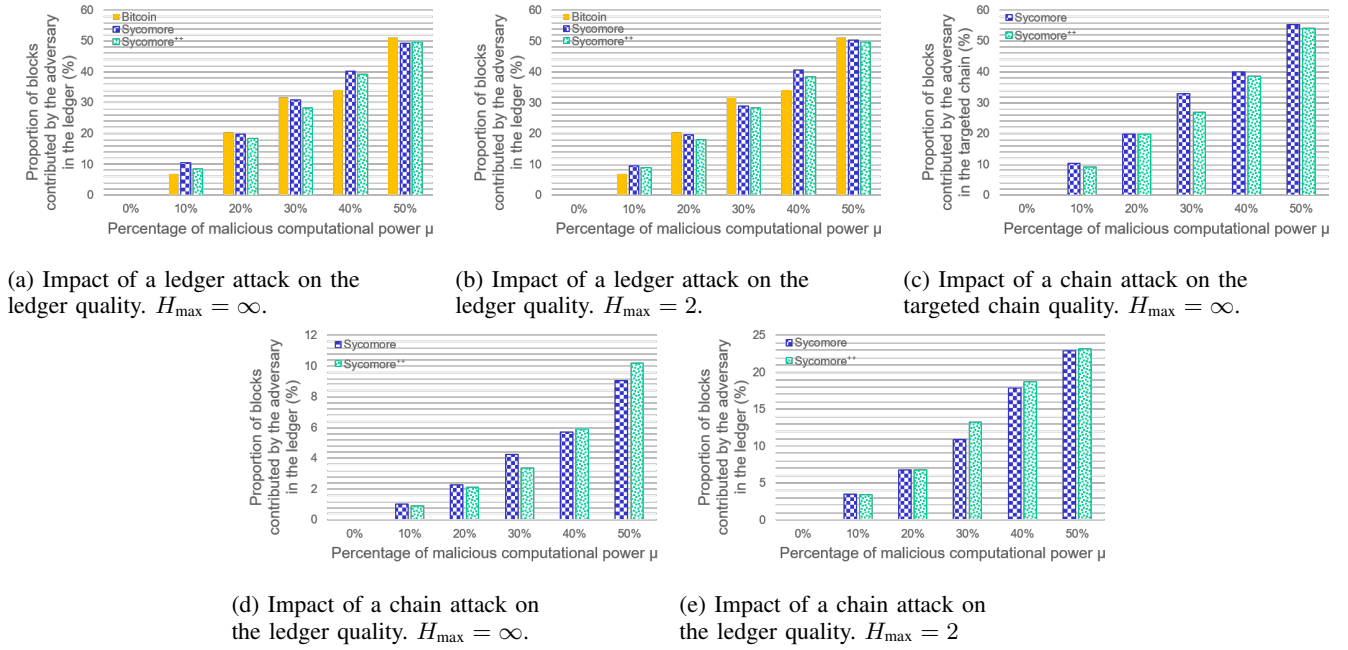 Proportion of blocks
contributed by the adversary
in the ledger (%)
60
50
40
30
20
10
0
Bitcoin
Sycomore
Sycomore++
0% 10% 20% 30% 40% 50%
Percentage of malicious computational power μ
(a) Impact of a ledger attack on the
ledger quality. Hmax = ∞.
Proportion of blocks
contributed by the adversary
in the ledger (%)
60
50
40
30
20
10
0
Bitcoin
Sycomore
Sycomore++
0% 10% 20% 30% 40% 50%
Percentage of malicious computational power μ
(b) Impact of a ledger attack on the
ledger quality. Hmax = 2.
Proportion of blocks
contributed by the adversary
in the targeted chain (%)
60
50
40
30
20
10
0
Sycomore
Sycomore++
0% 10% 20% 30% 40% 50%
Percentage of malicious computational power μ
(c) Impact of a chain attack on the
targeted chain quality. Hmax = ∞.
Proportion of blocks
contributed by the adversary
in the ledger (%)
12
10
8
6
4
2
0
Sycomore
Sycomore++
0% 10% 20% 30% 40% 50%
Percentage of malicious computational power μ
(d) Impact of a chain attack on
the ledger quality. Hmax = ∞.
Proportion of blocks
contributed by the adversary
in the ledger (%)
25
20
15
10
5
0
Sycomore
Sycomore++
0% 10% 20% 30% 40% 50%
Percentage of malicious computational power μ
(e) Impact of a chain attack on
the ledger quality. Hmax = 2